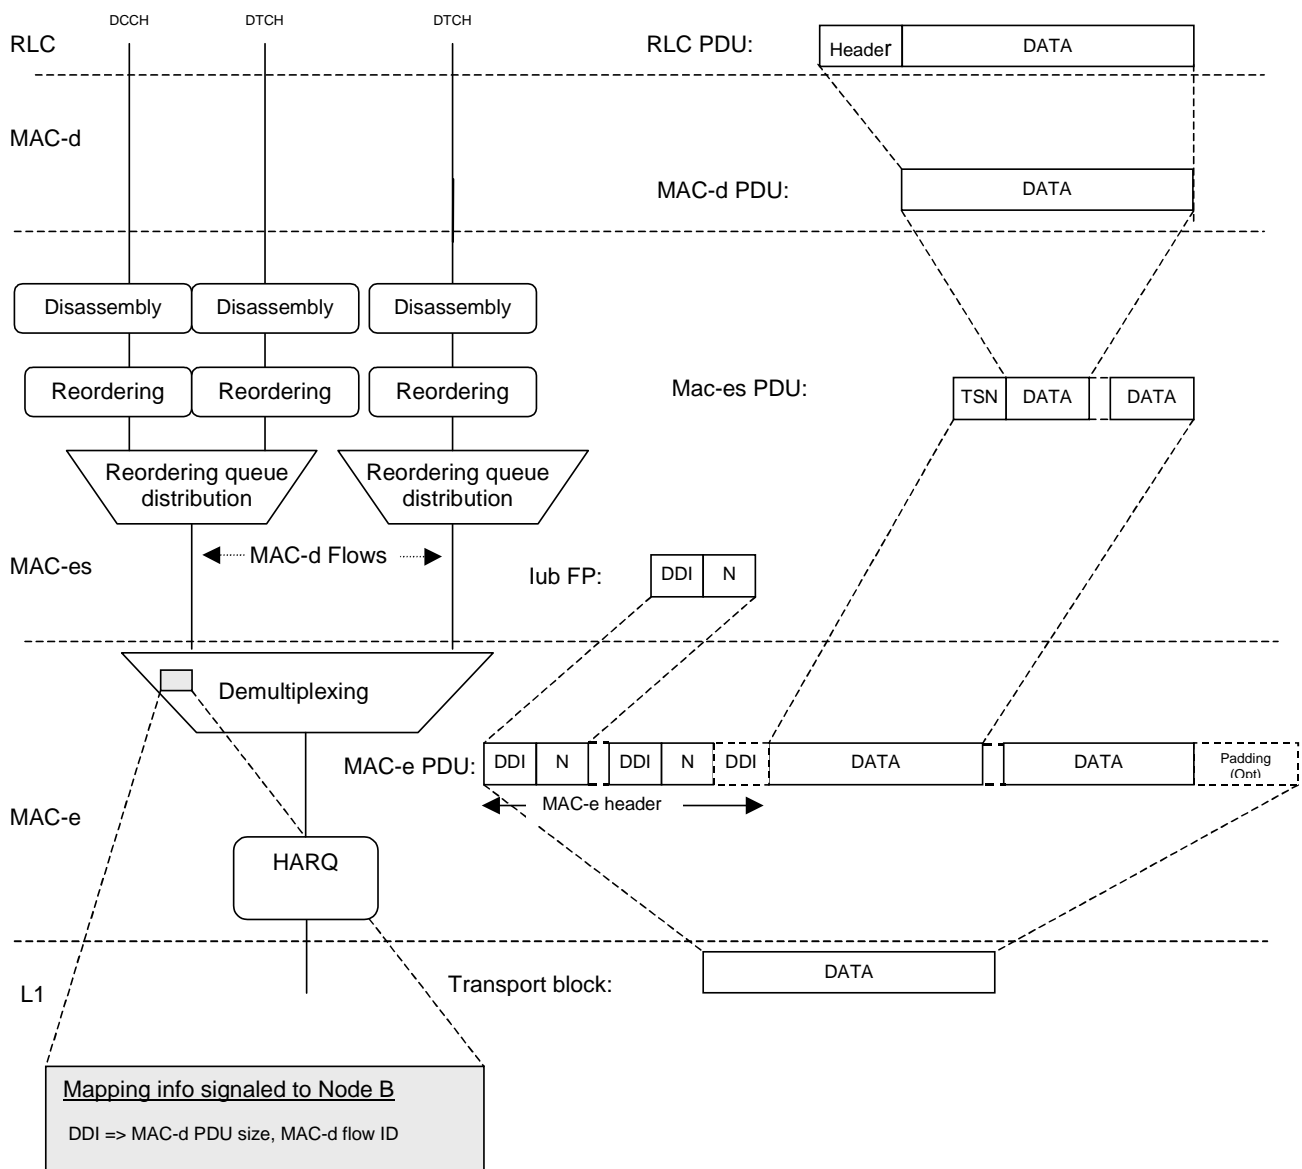 DCCH DTCH DTCH
RLC RLC PDU: Header DATA
MAC-d
MAC-d PDU: DATA
Disassembly Disassembly Disassembly
Reordering Reordering Reordering Mac-es PDU: TSN DATA DATA
Reordering queue distribution
Reordering queue distribution
MAC-d Flows
MAC-es Iub FP: DDI N
Demultiplexing
MAC-e PDU: DDI N DDI N DDI DATA DATA Padding (Opt)
MAC-e header
MAC-e
HARQ
Transport block: DATA
L1
Mapping info signaled to Node B
DDI => MAC-d PDU size, MAC-d flow ID